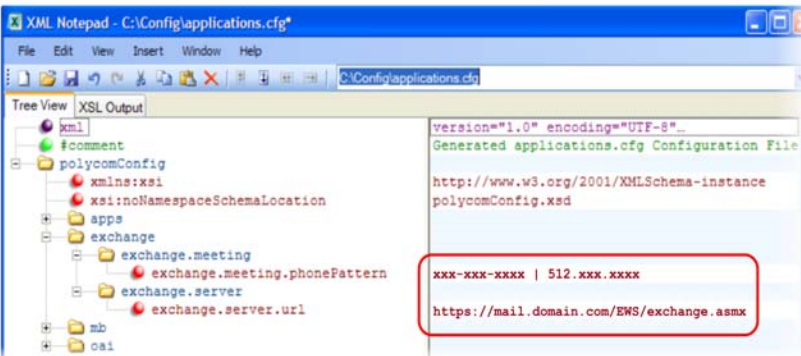 XML Notepad - C:\Config\applications.cfg*
File Edit View Insert Window Help
C:\Config\applications.cfg
Tree View XSL Output
xml version="1.0" encoding="UTF-8"…
#comment Generated applications.cfg Configuration File
polycomConfig
xmlns:xsi http://www.w3.org/2001/XMLSchema-instance
xsi:noNamespaceSchemaLocation polycomConfig.xsd
apps
exchange
exchange.meeting
exchange.meeting.phonePattern xxx-xxx-xxxx | 512.xxx.xxxx
exchange.server
exchange.server.url https://mail.domain.com/EWS/exchange.asmx
mb
oai